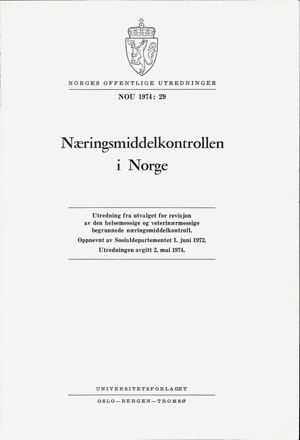 NORGES OFFENTLIGE UTREDNINGER
NOU 1974: 29
Næringsmiddelkontrollen
i Norge
Utredning fra utvalget for revisjon
av den helsemessige og veterinærmessige
begrunnede næringsmiddelkontroll.
Oppnevnt av Sosialdepartementet 1. juni 1972.
Utredningen avgitt 2. mai 1974.
UNIVERSITETSFORLAGET
OSLO—BERGEN—TROMSØ